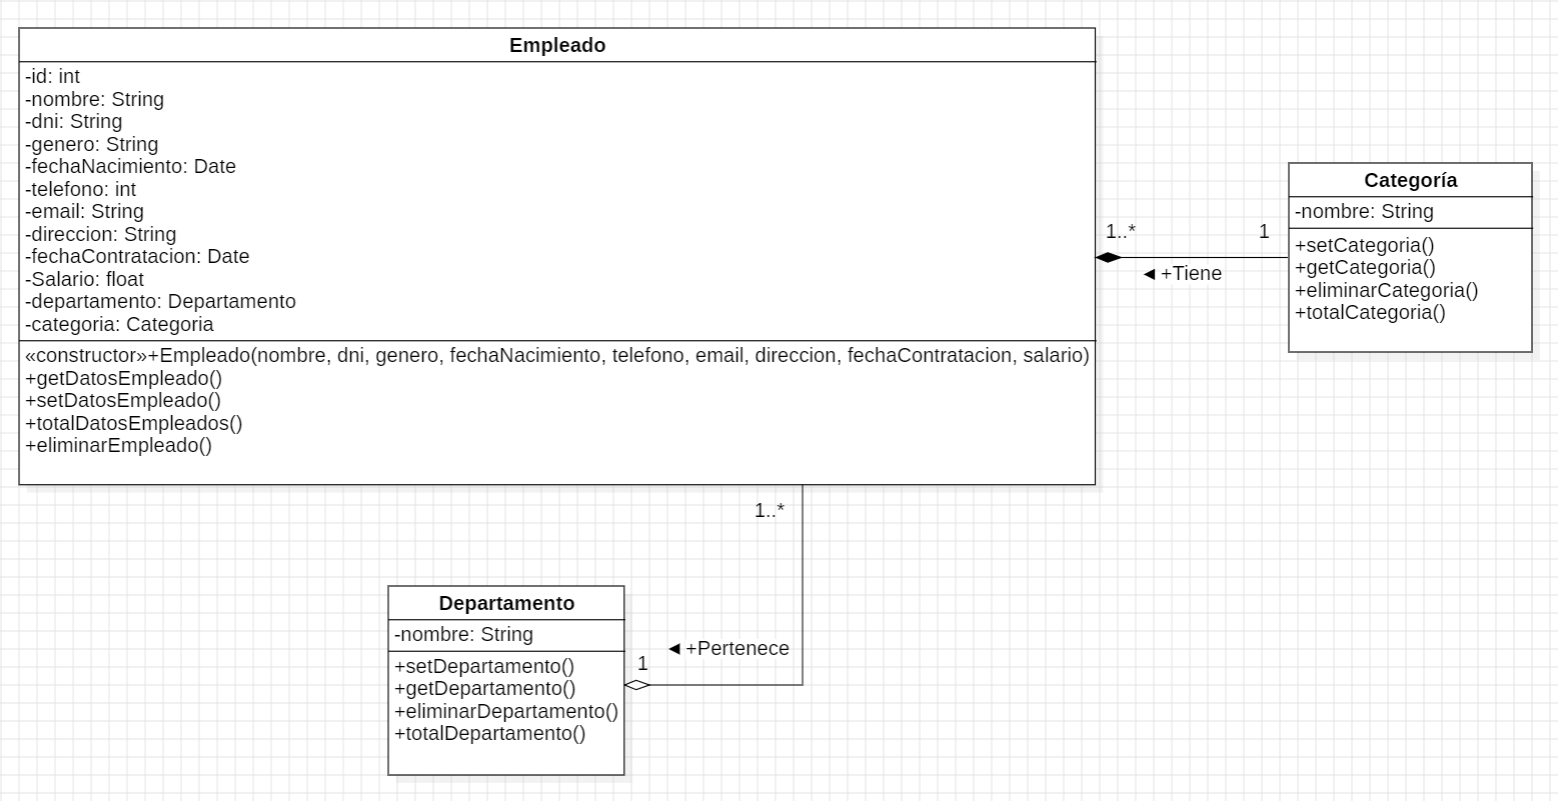 Empleado
-id: int
-nombre: String
-dni: String
-genero: String
-fechaNacimiento: Date
-telefono: int
-email: String
-direccion: String
-fechaContratacion: Date
-Salario: float
-departamento: Departamento
-categoria: Categoria
«constructor»+Empleado(nombre, dni, genero, fechaNacimiento, telefono, email, direccion, fechaContratacion, salario)
+getDatosEmpleado()
+setDatosEmpleado()
+totalDatosEmpleados()
+eliminarEmpleado()
1..*
1
◄ +Tiene
Categoría
-nombre: String
+setCategoria()
+getCategoria()
+eliminarCategoria()
+totalCategoria()
1..*
◄ +Pertenece
1
Departamento
-nombre: String
+setDepartamento()
+getDepartamento()
+eliminarDepartamento()
+totalDepartamento()